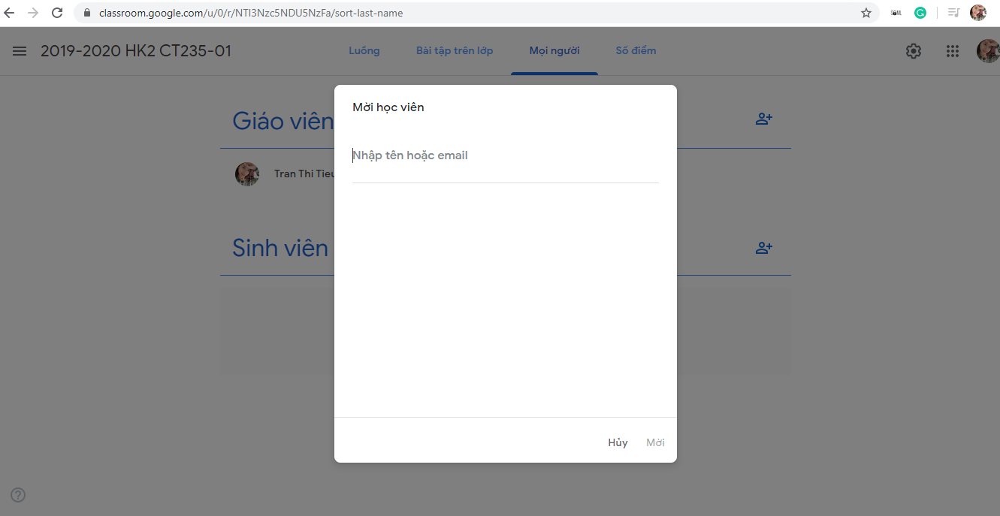 classroom.google.com/u/0/r/NTI3Nzc5NDU5NzFa/sort-last-name
2019-2020 HK2 CT235-01
Luồng
Bài tập trên lớp
Mọi người
Số điểm
Mời học viên
Nhập tên hoặc email
Giáo viên
Tran Thi Tieu
Sinh viên
Hủy
Mời